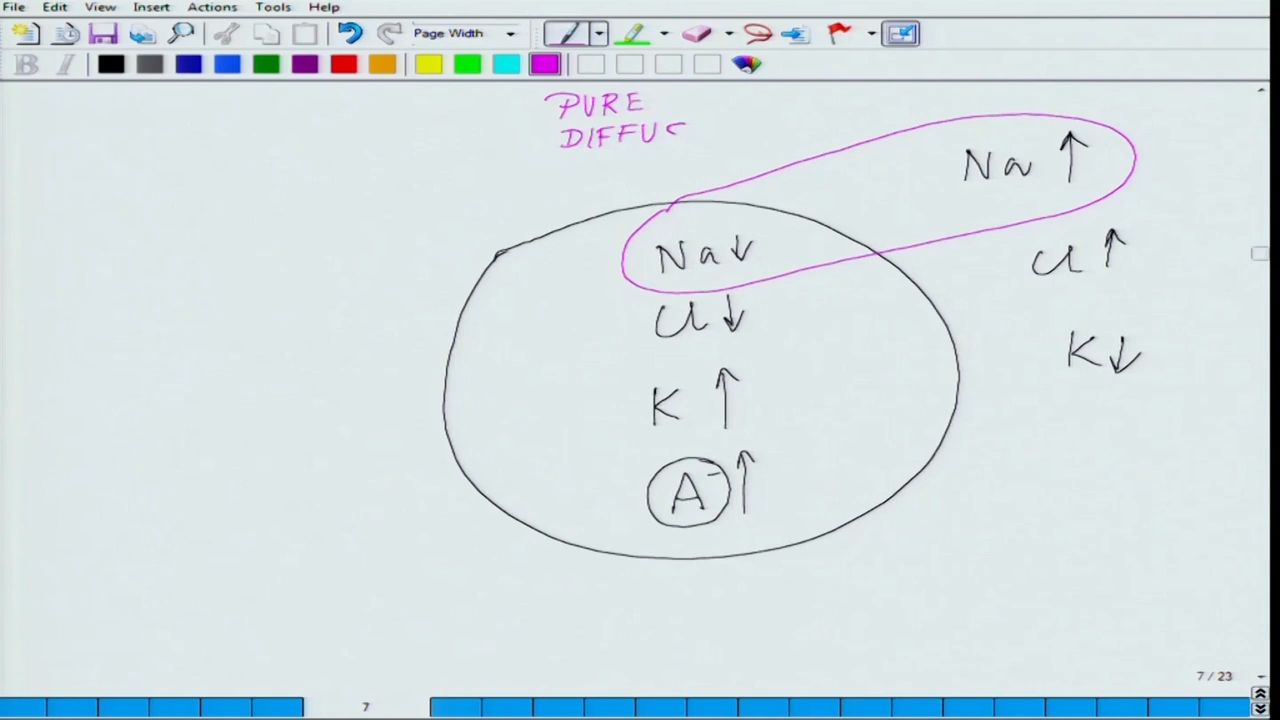 File Edit View Insert Actions Tools Help
Page Width
B I
PURE
DIFFUS
Na ↑
Na ↓
Cl ↑
Cl ↓
K ↓
K ↑
A⁻ ↑
7 / 23
7